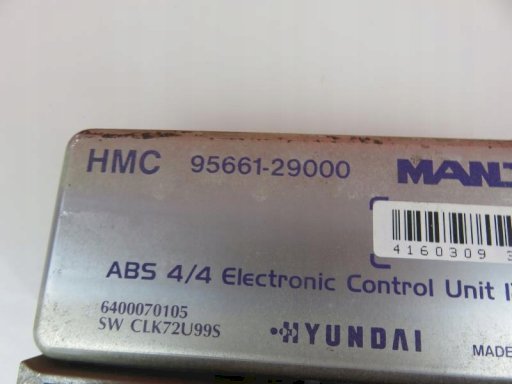 HMC 95661-29000
4160309
ABS 4/4 Electronic Control Unit
6400070105
SW CLK72U99S
HYUNDAI
MADE